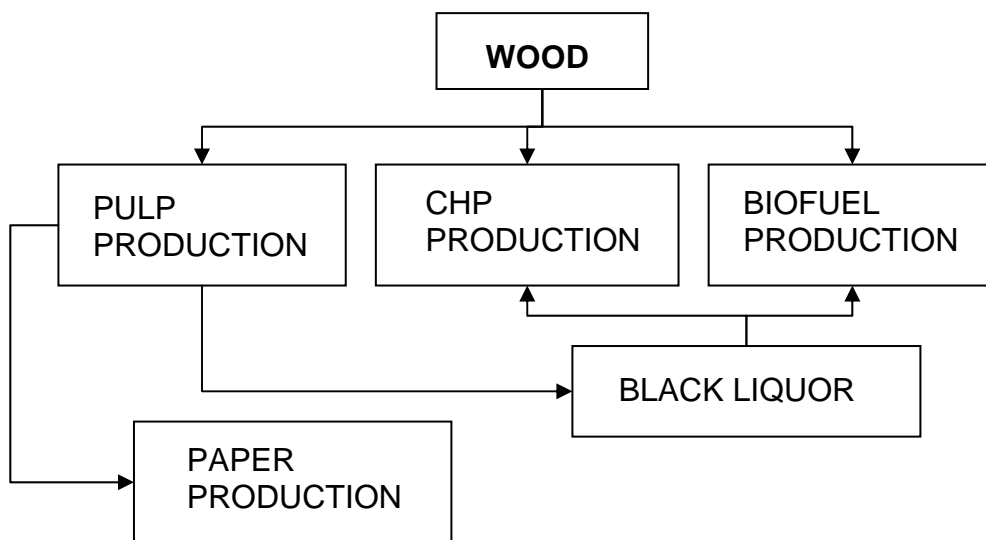 WOOD
PULP
PRODUCTION
CHP
PRODUCTION
BIOFUEL
PRODUCTION
BLACK LIQUOR
PAPER
PRODUCTION